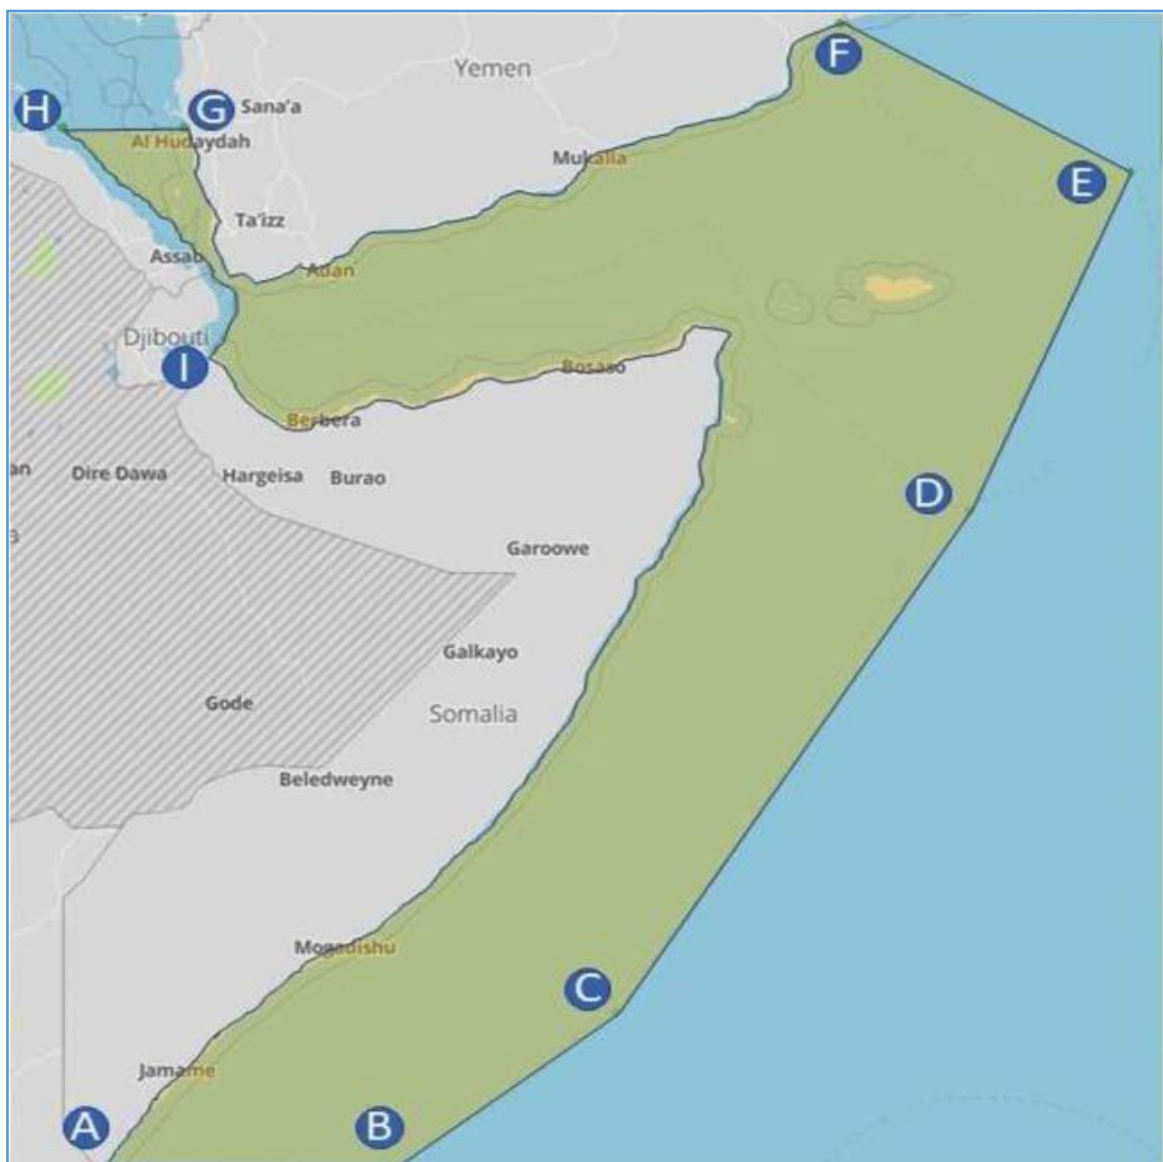 Yemen
F
H
G
Sana'a
Al Hudaydah
Mukalla
E
Ta'izz
Assab
Adan
Djibouti
I
Bosaso
Berbera
an
Dire Dawa
Hargeisa
Burao
D
Garoowe
a
Galkayo
Gode
Somalia
Beledweyne
Mogadishu
C
Jamame
A
B